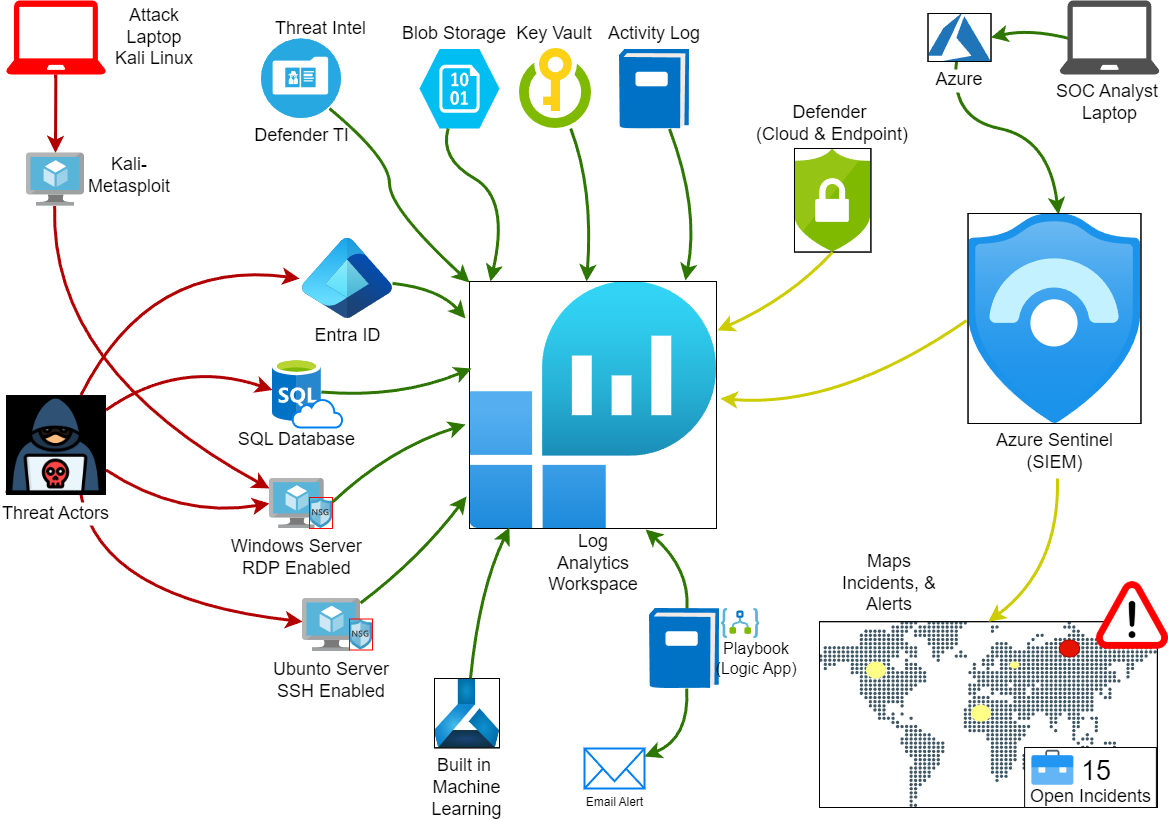 Attack
Laptop
Kali Linux
Threat Intel
Blob Storage
Key Vault
Activity Log
10
01
Defender TI
Azure
SOC Analyst
Laptop
Defender
(Cloud & Endpoint)
Kali-
Metasploit
Entra ID
SQL
SQL Database
Threat Actors
NSG
Windows Server
RDP Enabled
Azure Sentinel
(SIEM)
Log
Analytics
Workspace
Maps
Incidents, &
Alerts
NSG
Ubunto Server
SSH Enabled
Playbook
(Logic App)
Built in
Machine
Learning
Email Alert
!
15
Open Incidents